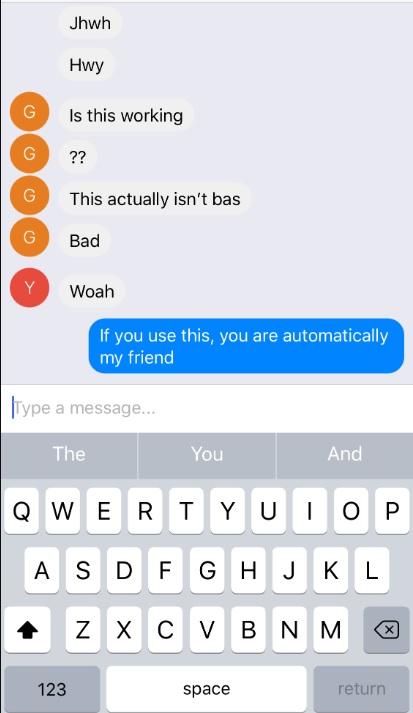 Jhwh
Hwy
G Is this working
G ??
G This actually isn't bas
G Bad
Y Woah
If you use this, you are automatically
my friend
Type a message...
The You And
Q W E R T Y U I O P
A S D F G H J K L
Z X C V B N M
123 space return